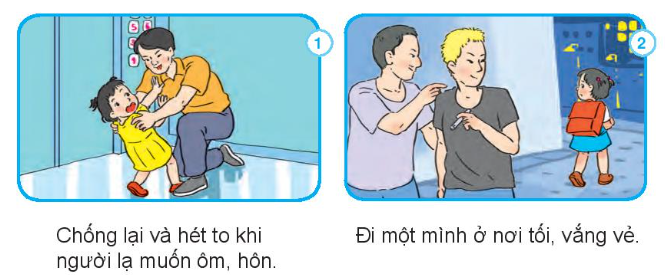 1
2
Chống lại và hét to khi
người lạ muốn ôm, hôn.
Đi một mình ở nơi tối, vắng vẻ.